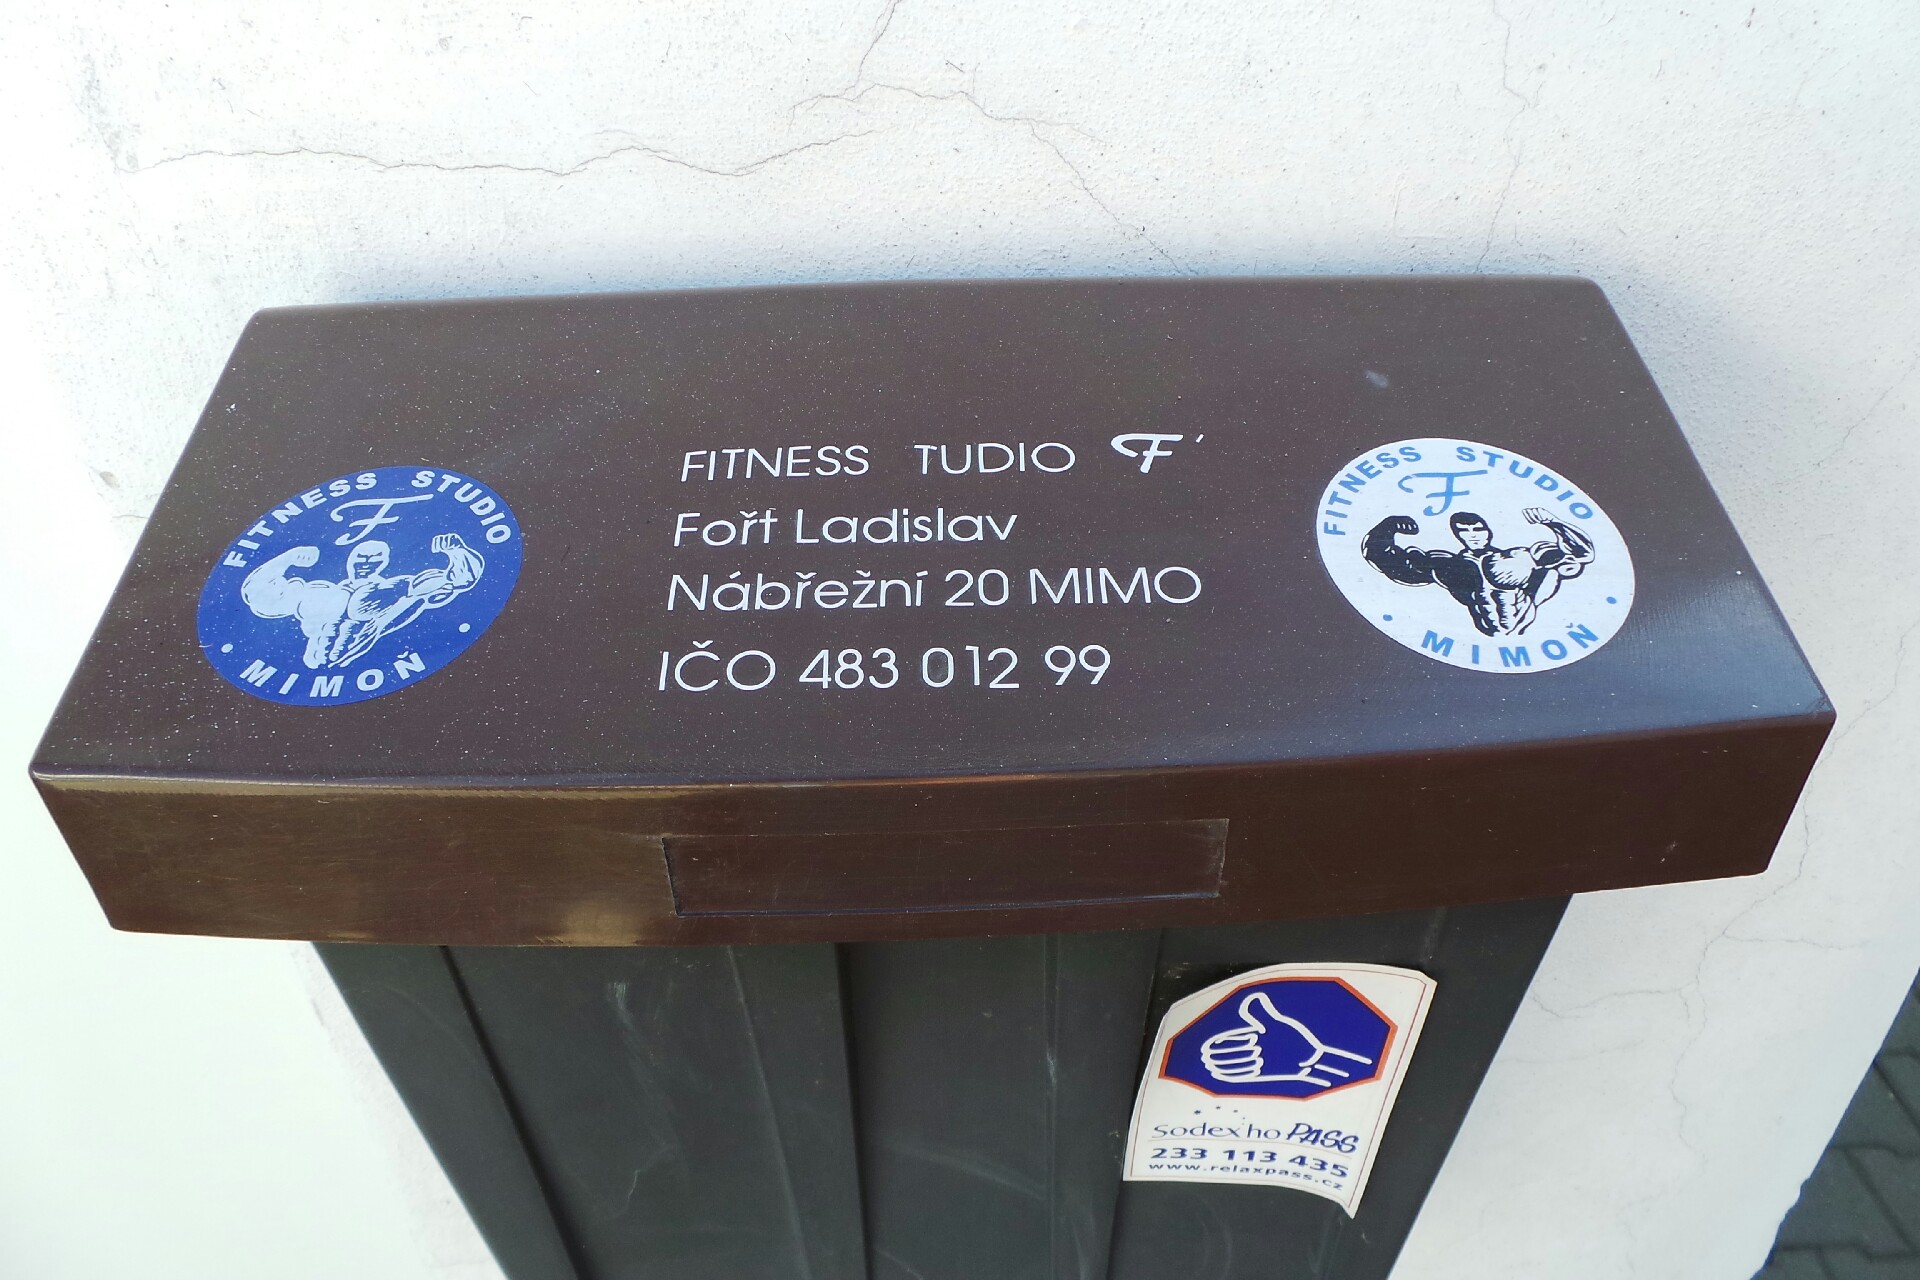 FITNESS TUDIO F'
Fořt Ladislav
Nábřežní 20 MIMO
IČO 483 012 99
FITNESS STUDIO
F
• MIMOŇ •
FITNESS STUDIO
F
• MIMOŇ •
Sodexho PASS
233 113 435
www.relaxpass.cz